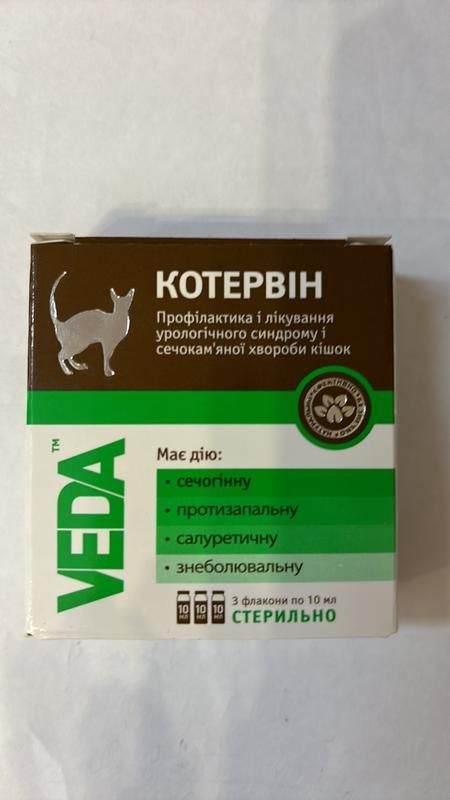 КОТЕРВІН
Профілактика і лікування
урологічного синдрому і
сечокам'яної хвороби кішок
VEDA™
Має дію:
• сечогінну
• протизапальну
• салуретичну
• знеболювальну
10 мл 10 мл 10 мл
3 флакони по 10 мл
СТЕРИЛЬНО